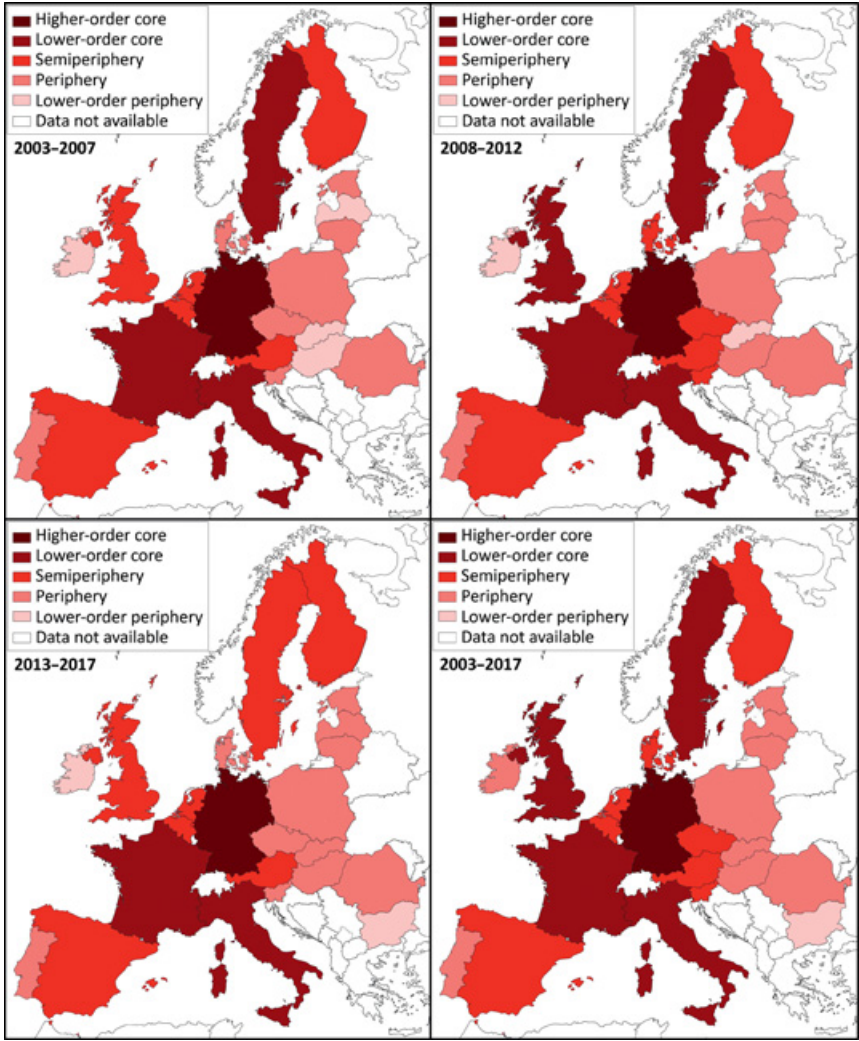 Higher-order core
Lower-order core
Semiperiphery
Periphery
Lower-order periphery
Data not available
2003–2007
Higher-order core
Lower-order core
Semiperiphery
Periphery
Lower-order periphery
Data not available
2008–2012
Higher-order core
Lower-order core
Semiperiphery
Periphery
Lower-order periphery
Data not available
2013–2017
Higher-order core
Lower-order core
Semiperiphery
Periphery
Lower-order periphery
Data not available
2003–2017